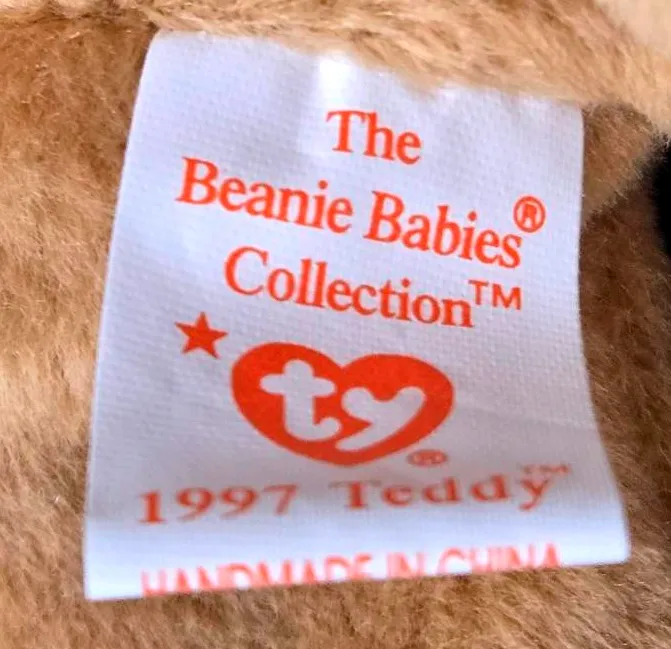 The
Beanie Babies®
Collection™
★ ty ®
1997 Teddy™
HANDMADE IN CHINA